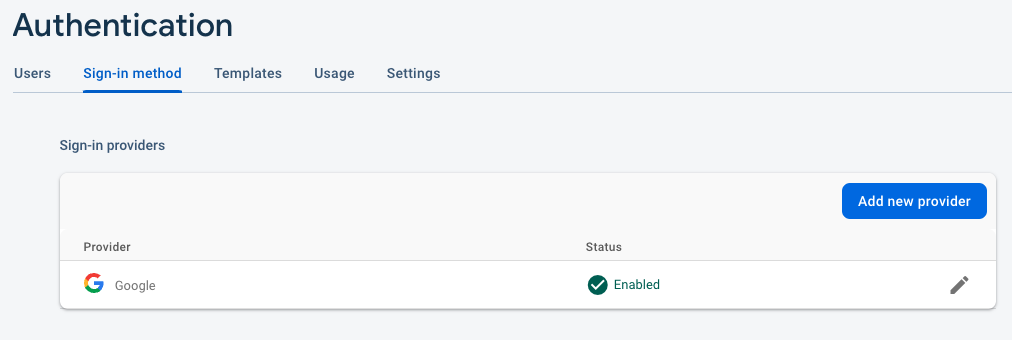 Authentication
Users Sign-in method Templates Usage Settings
Sign-in providers
Add new provider
Provider Status
Google Enabled